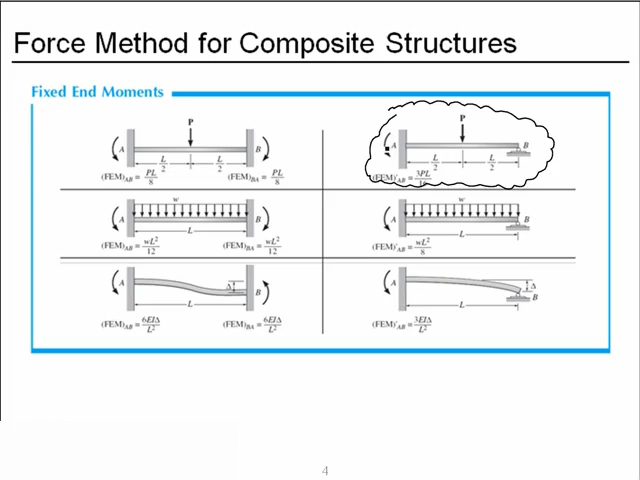 Force Method for Composite Structures
Fixed End Moments
P
A
B
L/2
L/2
(FEM)AB = PL/8
(FEM)BA = PL/8
P
A
B
L/2
L/2
(FEM)'AB = 3PL/
w
A
B
L
(FEM)AB = wL²/12
(FEM)BA = wL²/12
w
A
B
L
(FEM)'AB = wL²/8
A
Δ
B
L
(FEM)AB = 6EIΔ/L²
(FEM)BA = 6EIΔ/L²
A
Δ
B
L
(FEM)'AB = 3EIΔ/L²
4